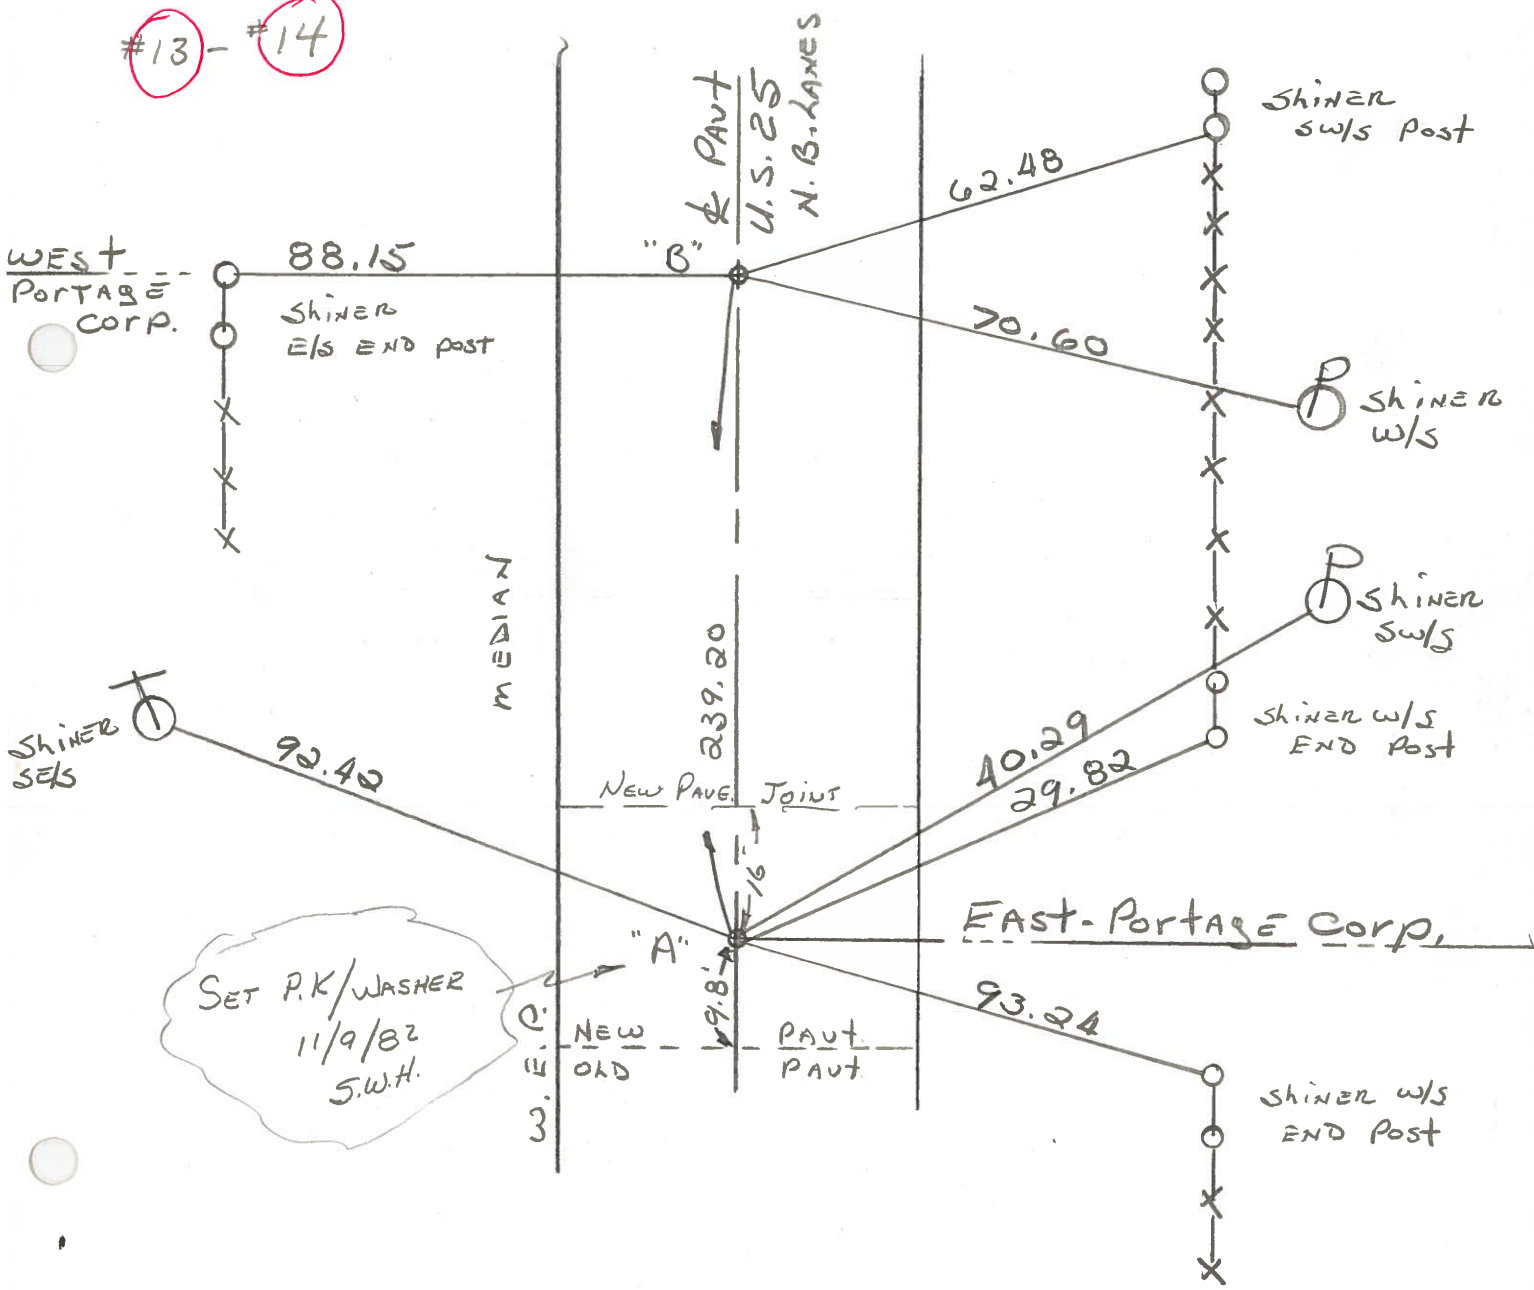 #13 - #14
℄ PAVT
U.S. 25
N. B. LANES
ShiNER
SW/S Post
62.48
WEST
PORTAGE
CORP.
88.15
"B"
ShiNER
E/S END post
70.60
P
ShiNER
W/S
MEDIAN
239.20
P
ShiNER
SW/S
T
ShiNER
SE/S
92.42
40.29
29.82
ShiNER W/S
END Post
NEW PAVE. JOINT
16"
"A"
EAST-PORTAGE CORP.
SET P.K/WASHER
11/9/82
S.W.H.
9.8'
93.24
NEW PAVT.
OLD PAVT.
ShiNER W/S
END Post